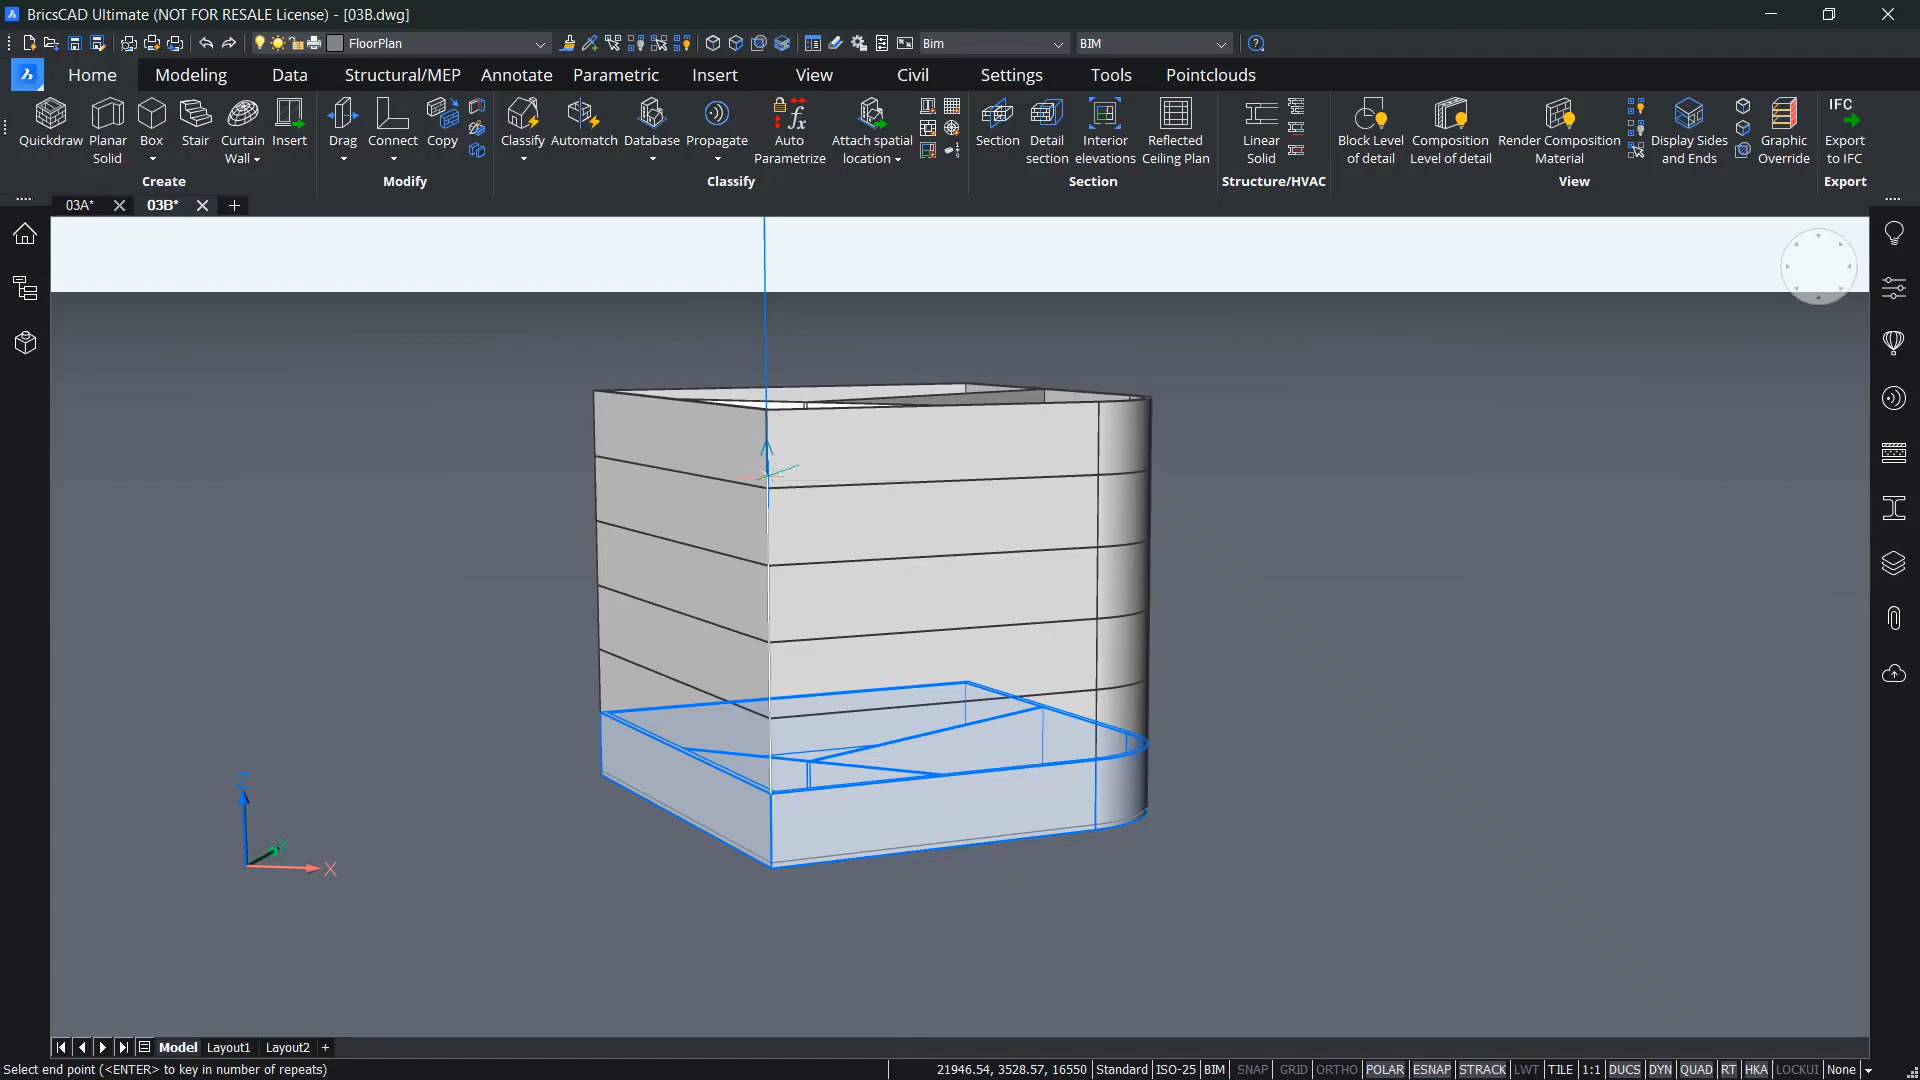 BricsCAD Ultimate (NOT FOR RESALE License) - [03B.dwg]
FloorPlan
Bim
BIM
Home Modeling Data Structural/MEP Annotate Parametric Insert View Civil Settings Tools Pointclouds
Quickdraw
Planar Solid
Box
Stair
Curtain Wall
Insert
Create
Drag
Connect
Copy
Modify
Classify
Automatch
Database
Propagate
Auto Parametrize
Attach spatial location
Classify
Section
Detail section
Interior elevations
Reflected Ceiling Plan
Section
Linear Solid
Structure/HVAC
Block Level of detail
Composition Level of detail
Render Composition Material
Display Sides and Ends
Graphic Override
View
IFC
Export to IFC
Export
03A*
03B*
Z
Y
X
Model Layout1 Layout2 +
Select end point (<ENTER> to key in number of repeats)
21946.54, 3528.57, 16550 Standard ISO-25 BIM SNAP GRID ORTHO POLAR ESNAP STRACK LWT TILE 1:1 DUCS DYN QUAD RT HKA LOCKUI None